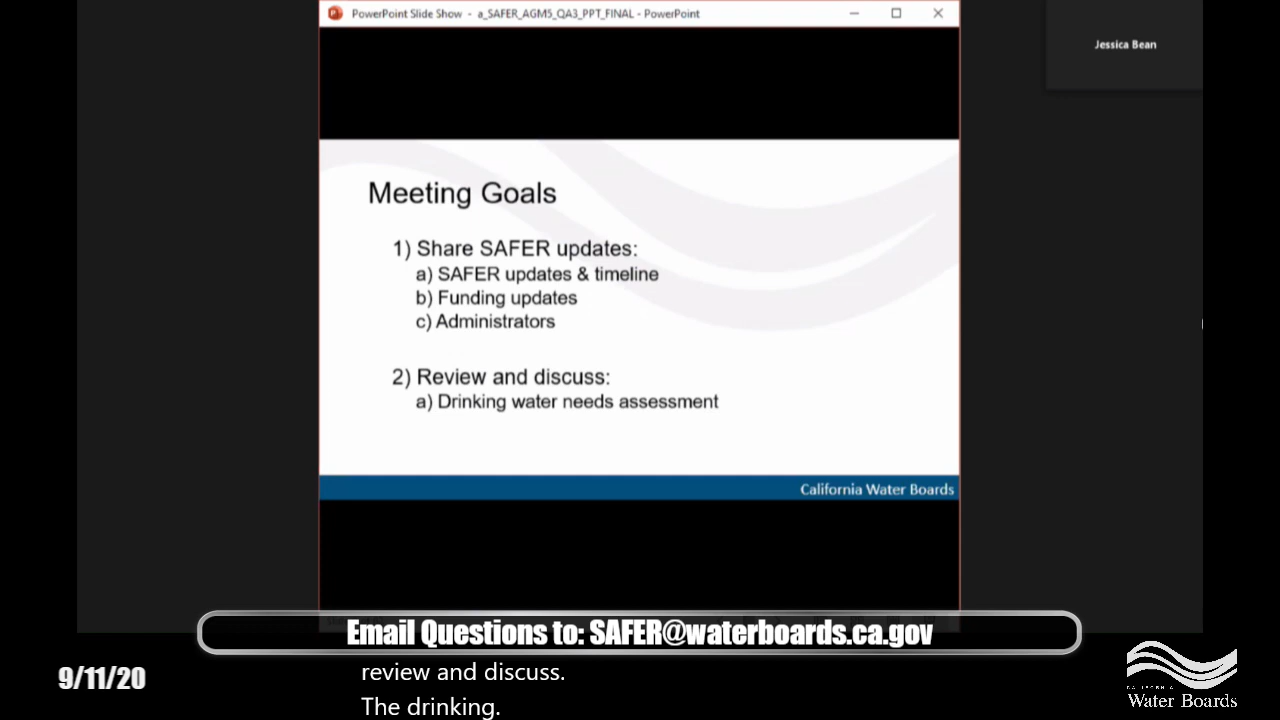 PowerPoint Slide Show - a_SAFER_AGM5_QA3_PPT_FINAL - PowerPoint
Jessica Bean
Meeting Goals
1) Share SAFER updates:
a) SAFER updates & timeline
b) Funding updates
c) Administrators
2) Review and discuss:
a) Drinking water needs assessment
California Water Boards
Email Questions to: SAFER@waterboards.ca.gov
review and discuss.
The drinking.
9/11/20
CALIFORNIA
Water Boards